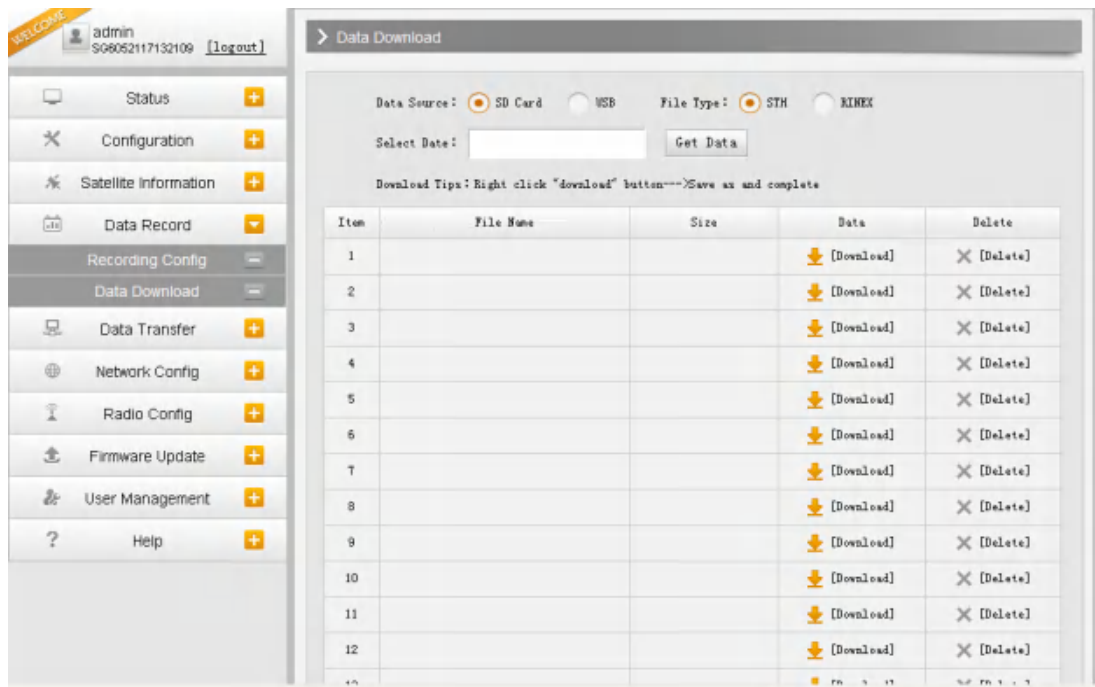 WELCOME
admin
SG6052117132109 [logout]
Status
Configuration
Satellite Information
Data Record
Recording Config
Data Download
Data Transfer
Network Config
Radio Config
Firmware Update
User Management
? Help
Data Download
Data Source: SD Card USB File Type: STH RINEX
Select Date: Get Data
Download Tips:Right click "download" button--->Save as and complete
Item File Name Size Data Delete
1 [Download] [Delete]
2 [Download] [Delete]
3 [Download] [Delete]
4 [Download] [Delete]
5 [Download] [Delete]
6 [Download] [Delete]
7 [Download] [Delete]
8 [Download] [Delete]
9 [Download] [Delete]
10 [Download] [Delete]
11 [Download] [Delete]
12 [Download] [Delete]